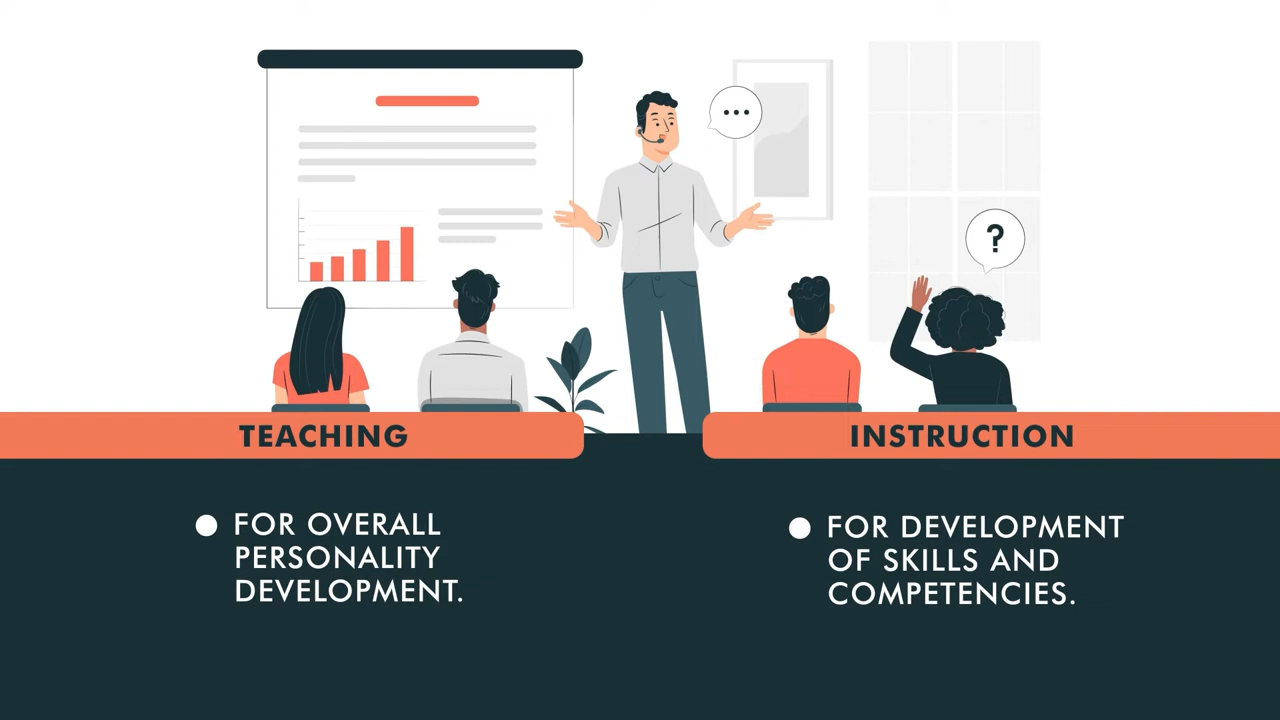 ...
?
TEACHING
FOR OVERALL
PERSONALITY
DEVELOPMENT.
INSTRUCTION
FOR DEVELOPMENT
OF SKILLS AND
COMPETENCIES.